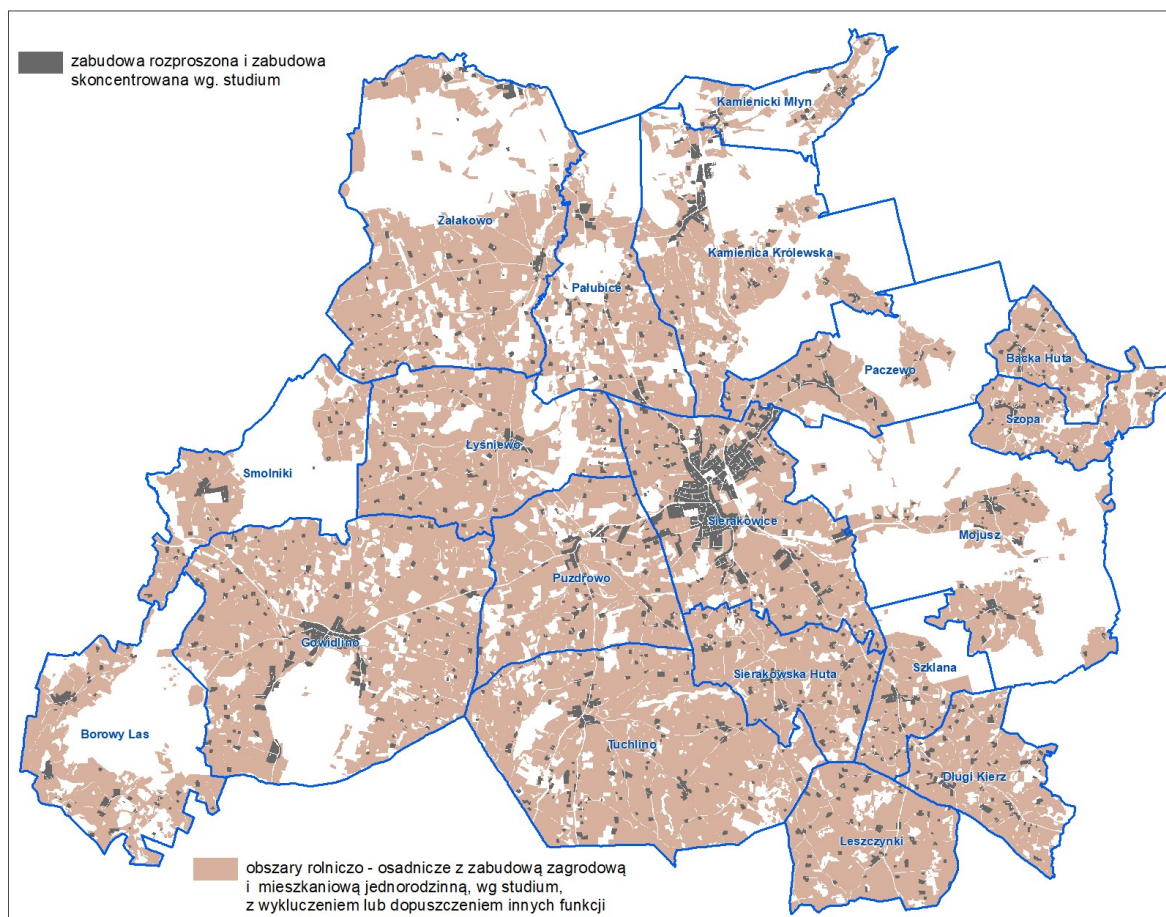 zabudowa rozproszona i zabudowa
skoncentrowana wg. studium
Kamienicki Młyn
Załakowo
Kamienica Królewska
Pałubice
Bącka Huta
Paczewo
Szopa
Łyśniewo
Smolniki
Sierakowice
Mojusz
Puzdrowo
Gowidlino
Szklana
Sierakowska Huta
Borowy Las
Tuchlino
Długi Kierz
Leszczynki
obszary rolniczo - osadnicze z zabudową zagrodową
i mieszkaniową jednorodzinną, wg studium,
z wykluczeniem lub dopuszczeniem innych funkcji